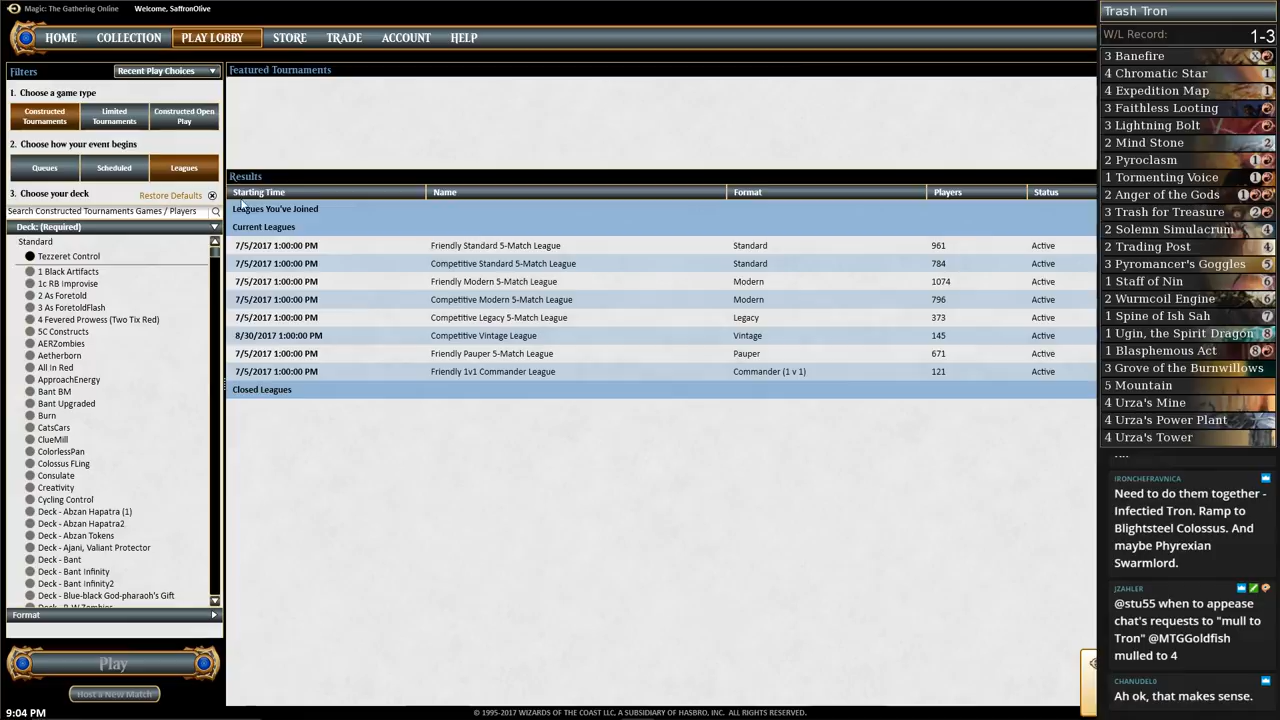 Magic: The Gathering Online
Welcome, SaffronOlive
HOME
COLLECTION
PLAY LOBBY
STORE
TRADE
ACCOUNT
HELP
Filters
Recent Play Choices
1. Choose a game type
Constructed Tournaments
Limited Tournaments
Constructed Open Play
2. Choose how your event begins
Queues
Scheduled
Leagues
3. Choose your deck
Restore Defaults
Search Constructed Tournaments Games / Players
Deck: (Required)
Standard
Tezzeret Control
1 Black Artifacts
1c RB Improvise
2 As Foretold
3 As ForetoldFlash
4 Fevered Prowess (Two Tix Red)
5C Constructs
AERZombies
Aetherborn
All In Red
ApproachEnergy
Bant BM
Bant Upgraded
Burn
CatsCars
ClueMill
ColorlessPan
Colossus FLing
Consulate
Creativity
Cycling Control
Deck - Abzan Hapatra (1)
Deck - Abzan Hapatra2
Deck - Abzan Tokens
Deck - Ajani, Valiant Protector
Deck - Bant
Deck - Bant Infinity
Deck - Bant Infinity2
Deck - Blue-black God-pharaoh's Gift
Format
Play
Host a New Match
9:04 PM
Featured Tournaments
Results
Starting Time Name Format Players Status
Leagues You've Joined
Current Leagues
7/5/2017 1:00:00 PM Friendly Standard 5-Match League Standard 961 Active
7/5/2017 1:00:00 PM Competitive Standard 5-Match League Standard 784 Active
7/5/2017 1:00:00 PM Friendly Modern 5-Match League Modern 1074 Active
7/5/2017 1:00:00 PM Competitive Modern 5-Match League Modern 796 Active
7/5/2017 1:00:00 PM Competitive Legacy 5-Match League Legacy 373 Active
8/30/2017 1:00:00 PM Competitive Vintage League Vintage 145 Active
7/5/2017 1:00:00 PM Friendly Pauper 5-Match League Pauper 671 Active
7/5/2017 1:00:00 PM Friendly 1v1 Commander League Commander (1 v 1) 121 Active
Closed Leagues
© 1995-2017 WIZARDS OF THE COAST LLC, A SUBSIDIARY OF HASBRO, INC. ALL RIGHTS RESERVED.
Trash Tron
W/L Record: 1-3
3 Banefire X
4 Chromatic Star 1
4 Expedition Map 1
3 Faithless Looting
3 Lightning Bolt
2 Mind Stone 2
2 Pyroclasm 1
1 Tormenting Voice 1
2 Anger of the Gods 1
3 Trash for Treasure 2
2 Solemn Simulacrum 4
2 Trading Post 4
3 Pyromancer's Goggles 5
1 Staff of Nin 6
2 Wurmcoil Engine 6
1 Spine of Ish Sah 7
1 Ugin, the Spirit Dragon 8
1 Blasphemous Act 8
3 Grove of the Burnwillows
5 Mountain
4 Urza's Mine
4 Urza's Power Plant
4 Urza's Tower
IRONCHEFRAVNICA
Need to do them together -
Infectied Tron. Ramp to
Blightsteel Colossus. And
maybe Phyrexian
Swarmlord.
JZAHLER
@stu55 when to appease
chat's requests to "mull to
Tron" @MTGGoldfish
mulled to 4
CHANUDEL0
Ah ok, that makes sense.